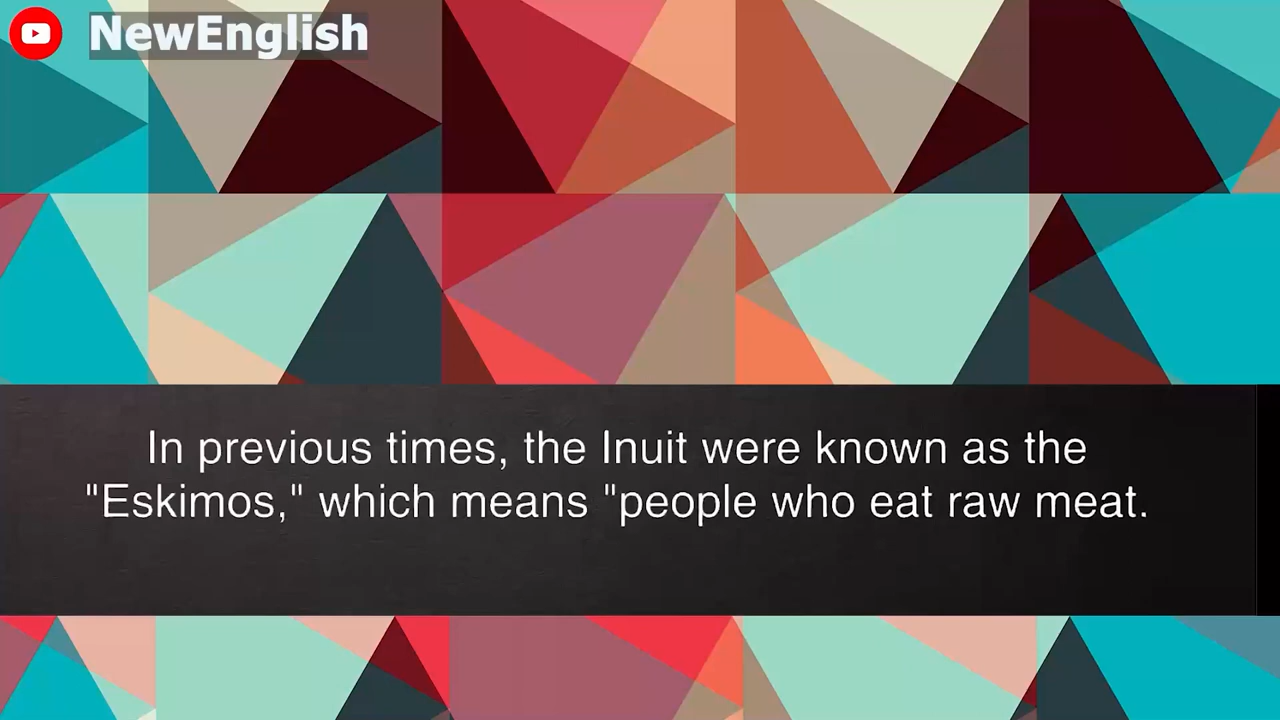 NewEnglish
In previous times, the Inuit were known as the
"Eskimos," which means "people who eat raw meat.